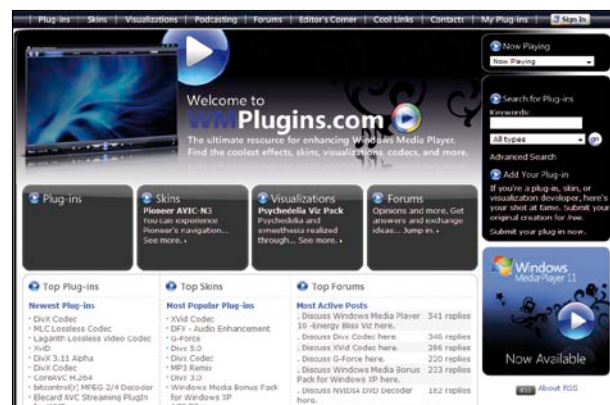 Plug-ins | Skins | Visualizations | Podcasting | Forums | Editor's Corner | Cool Links | Contacts | My Plug-ins | Sign In
Welcome to
WMPlugins.com
The ultimate resource for enhancing Windows Media Player.
Find the coolest effects, skins, visualizations, codecs, and more.
Now Playing
Now Playing
Search for Plug-ins
Keywords:
All types
go
Advanced Search
Add Your Plug-in
If you're a plug-in, skin, or
visualization developer, here's
your shot at fame. Submit your
original creation for free.
Submit your plug in now.
Plug-ins
Skins
Pioneer AVIC-N3
You can experience
Pioneer's navigation...
See more.
Visualizations
Psychedelia Viz Pack
Psychedelia and
synesthesia realized
through... See more.
Forums
Opinions and more. Get
answers and exchange
ideas... Jump in.
Top Plug-ins
Newest Plug-ins
DivX Codec
MLC Lossless Codec
Lagarith Lossless Video Codec
XviD
DivX 3.11 Alpha
DivX Codec
CoreAVC H.264
bitcontrol(r) MPEG 2/4 Decoder
Elecard AVC Streaming PlugIn
Top Skins
Most Popular Plug-ins
XVid Codec
DFX - Audio Enhancement
G-Force
Divx 5.0
Divx Codec
MP3 Remix
DivX 3.0
Windows Media Bonus Pack
for Windows XP
Top Forums
Most Active Posts
. Discuss Windows Media Player 541 replies
10 -Energy Bliss Viz here.
. Discuss Divx Codec here. 346 replies
. Discuss XVid Codec here. 266 replies
. Discuss G-Force here. 220 replies
. Discuss Windows Media Bonus 233 replies
Pack for Windows XP here.
. Discuss NVIDIA DVD Decoder 162 replies
here.
Windows
MediaPlayer 11
Now Available
RSS About RSS